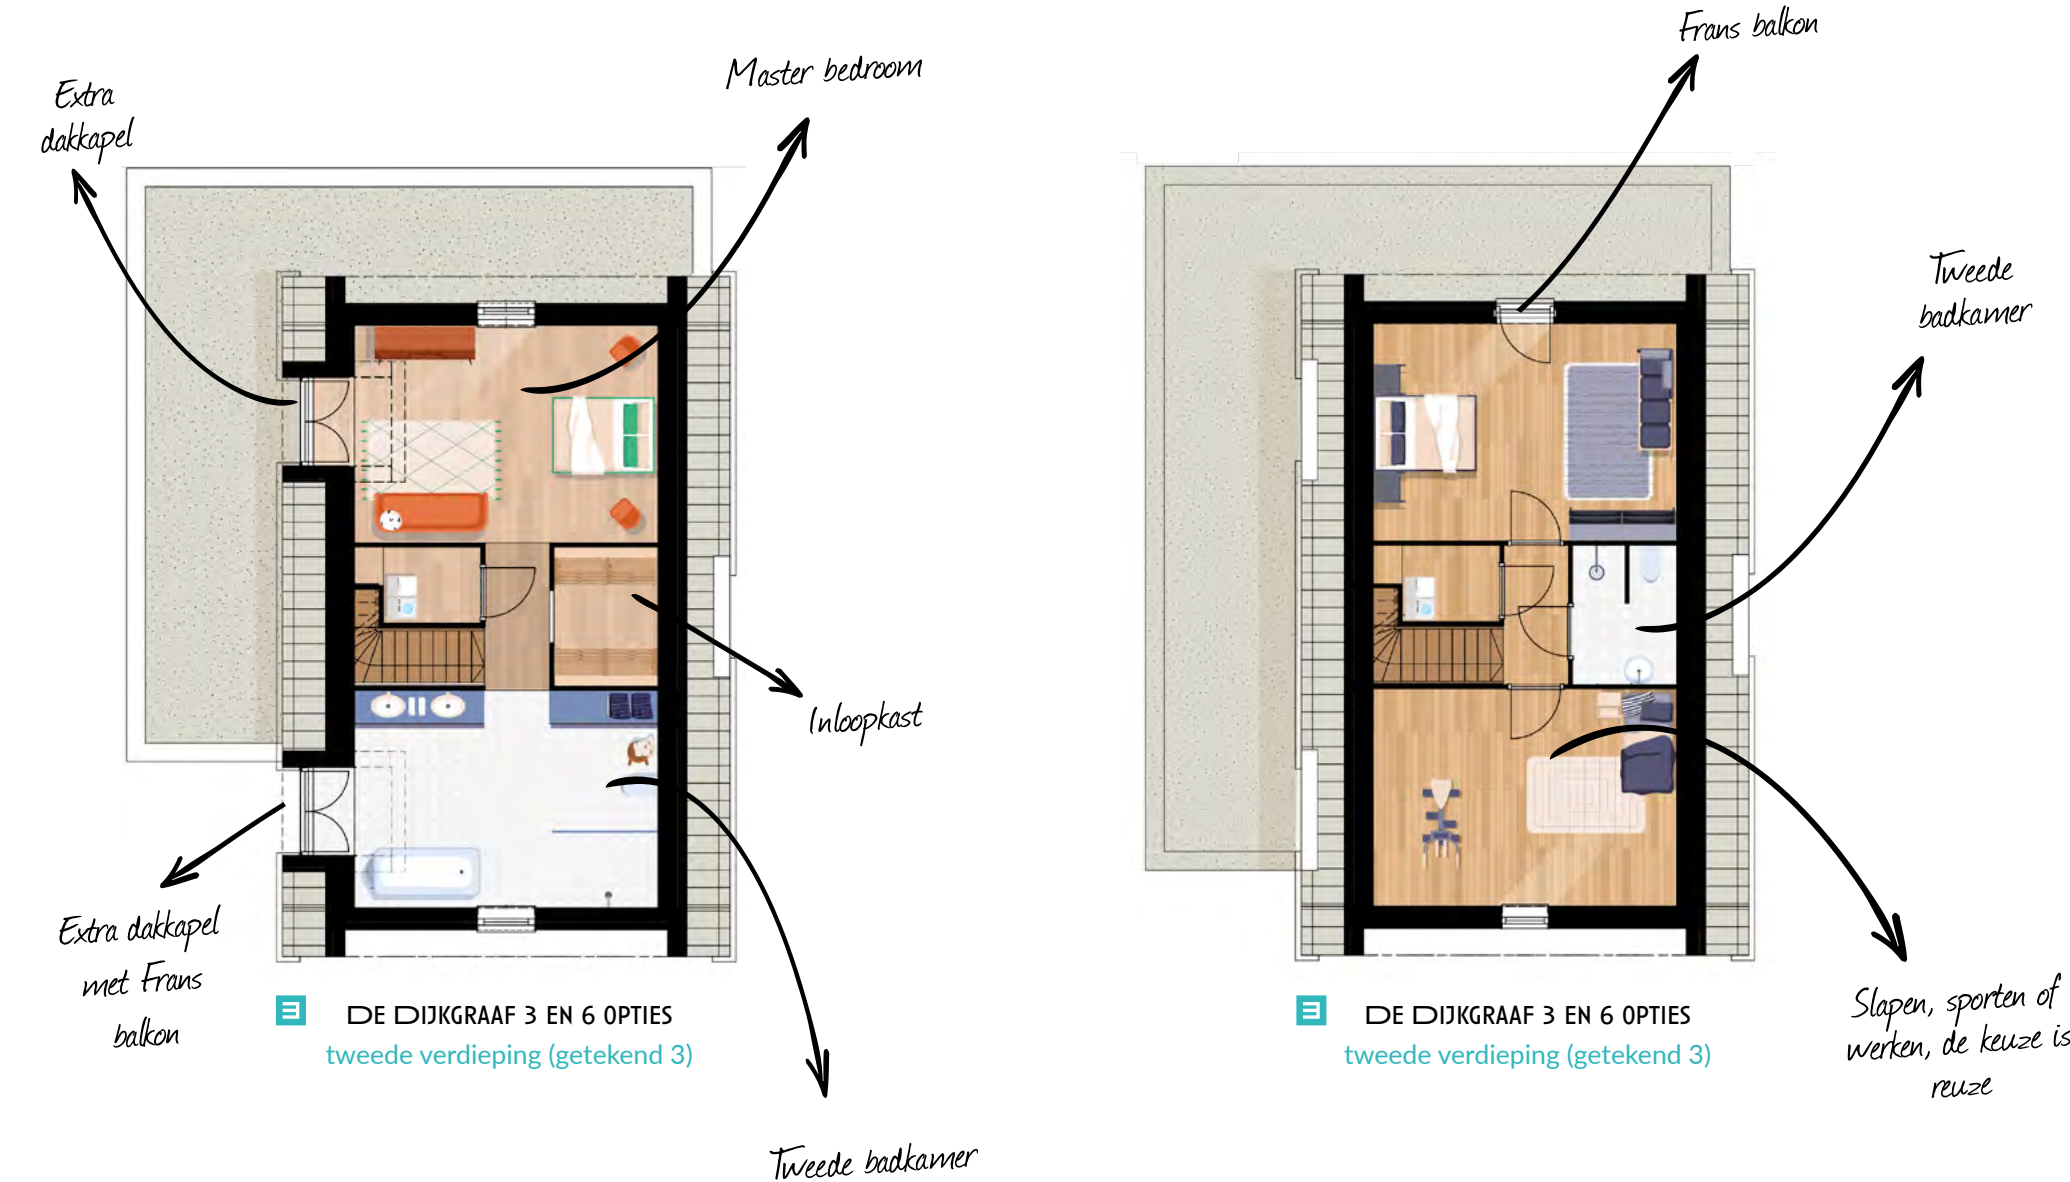 Extra
dakkapel
Master bedroom
Inloopkast
Extra dakkapel
met Frans
balkon
3 DE DIJKGRAAF 3 EN 6 OPTIES
tweede verdieping (getekend 3)
Tweede badkamer
Frans balkon
Tweede
badkamer
Slapen, sporten of
werken, de keuze is
reuze
3 DE DIJKGRAAF 3 EN 6 OPTIES
tweede verdieping (getekend 3)